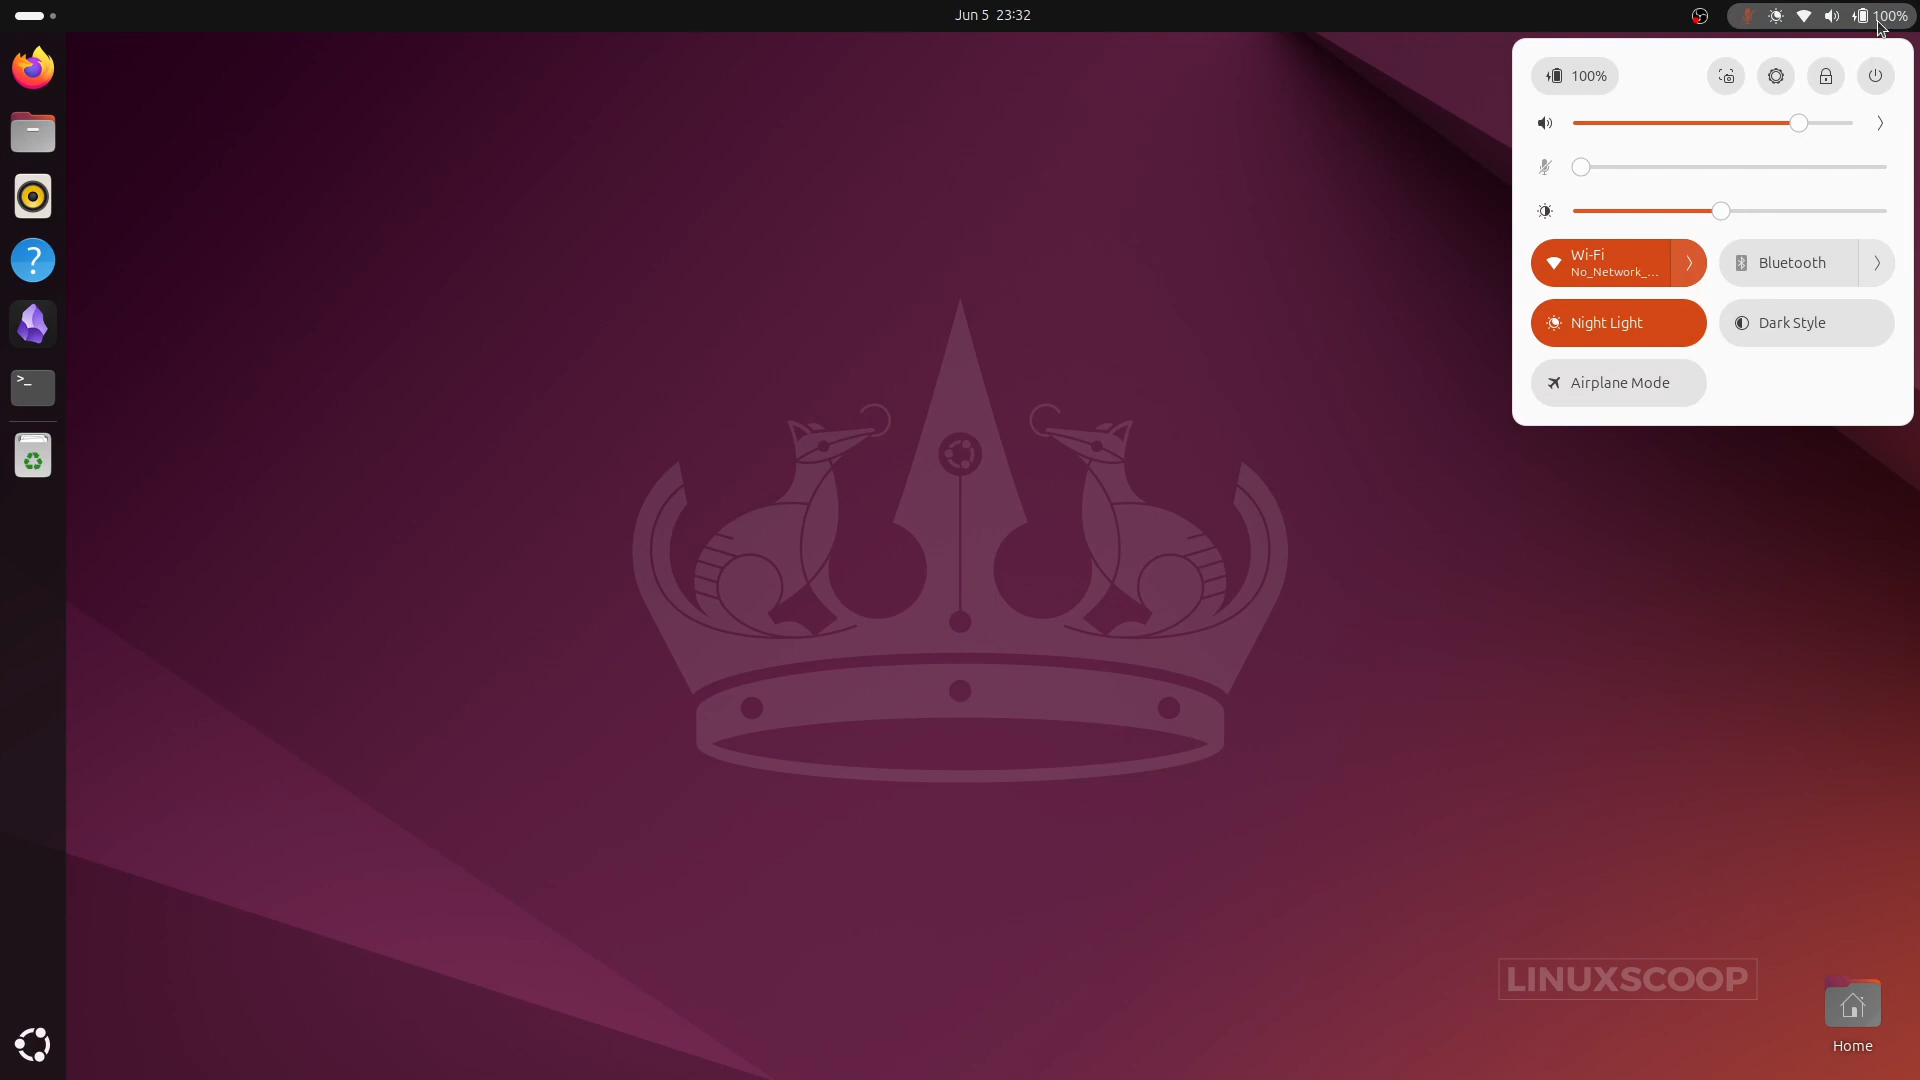 Jun 5 23:32
100%
100%
Wi-Fi
No_Network_...
Bluetooth
Night Light
Dark Style
Airplane Mode
LINUXSCOOP
Home